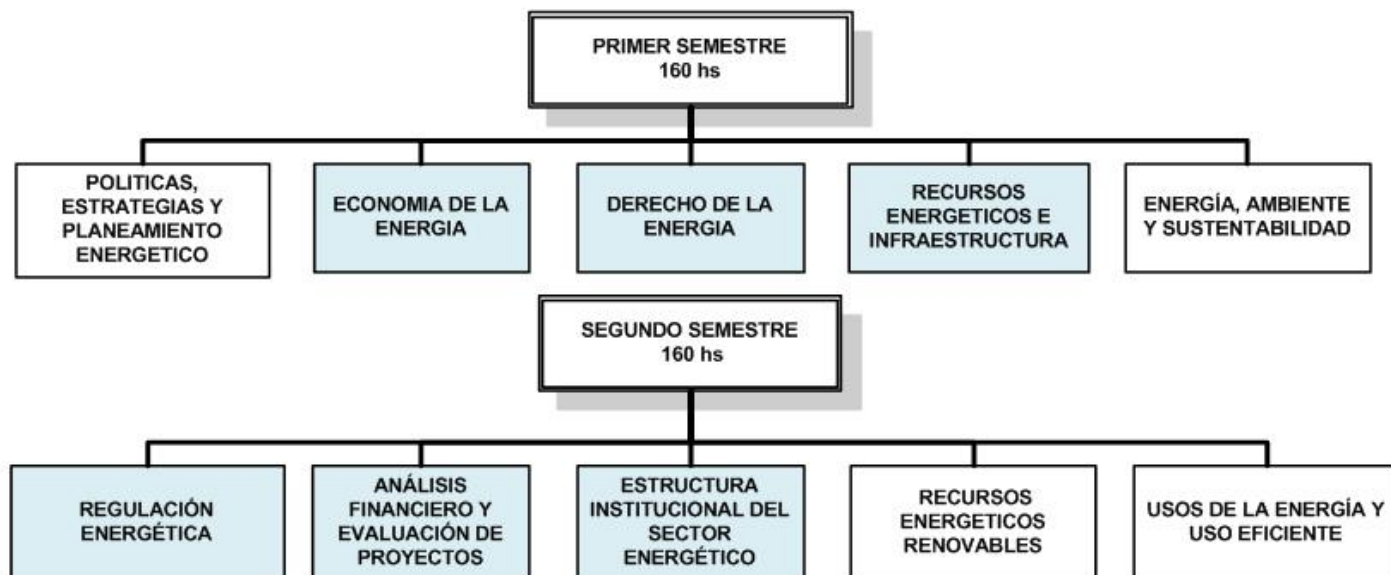 PRIMER SEMESTRE
160 hs
POLITICAS,
ESTRATEGIAS Y
PLANEAMIENTO
ENERGETICO
ECONOMIA DE LA
ENERGIA
DERECHO DE LA
ENERGIA
RECURSOS
ENERGETICOS E
INFRAESTRUCTURA
ENERGÍA, AMBIENTE
Y SUSTENTABILIDAD
SEGUNDO SEMESTRE
160 hs
REGULACIÓN
ENERGÉTICA
ANÁLISIS
FINANCIERO Y
EVALUACIÓN DE
PROYECTOS
ESTRUCTURA
INSTITUCIONAL DEL
SECTOR
ENERGÉTICO
RECURSOS
ENERGETICOS
RENOVABLES
USOS DE LA ENERGÍA Y
USO EFICIENTE